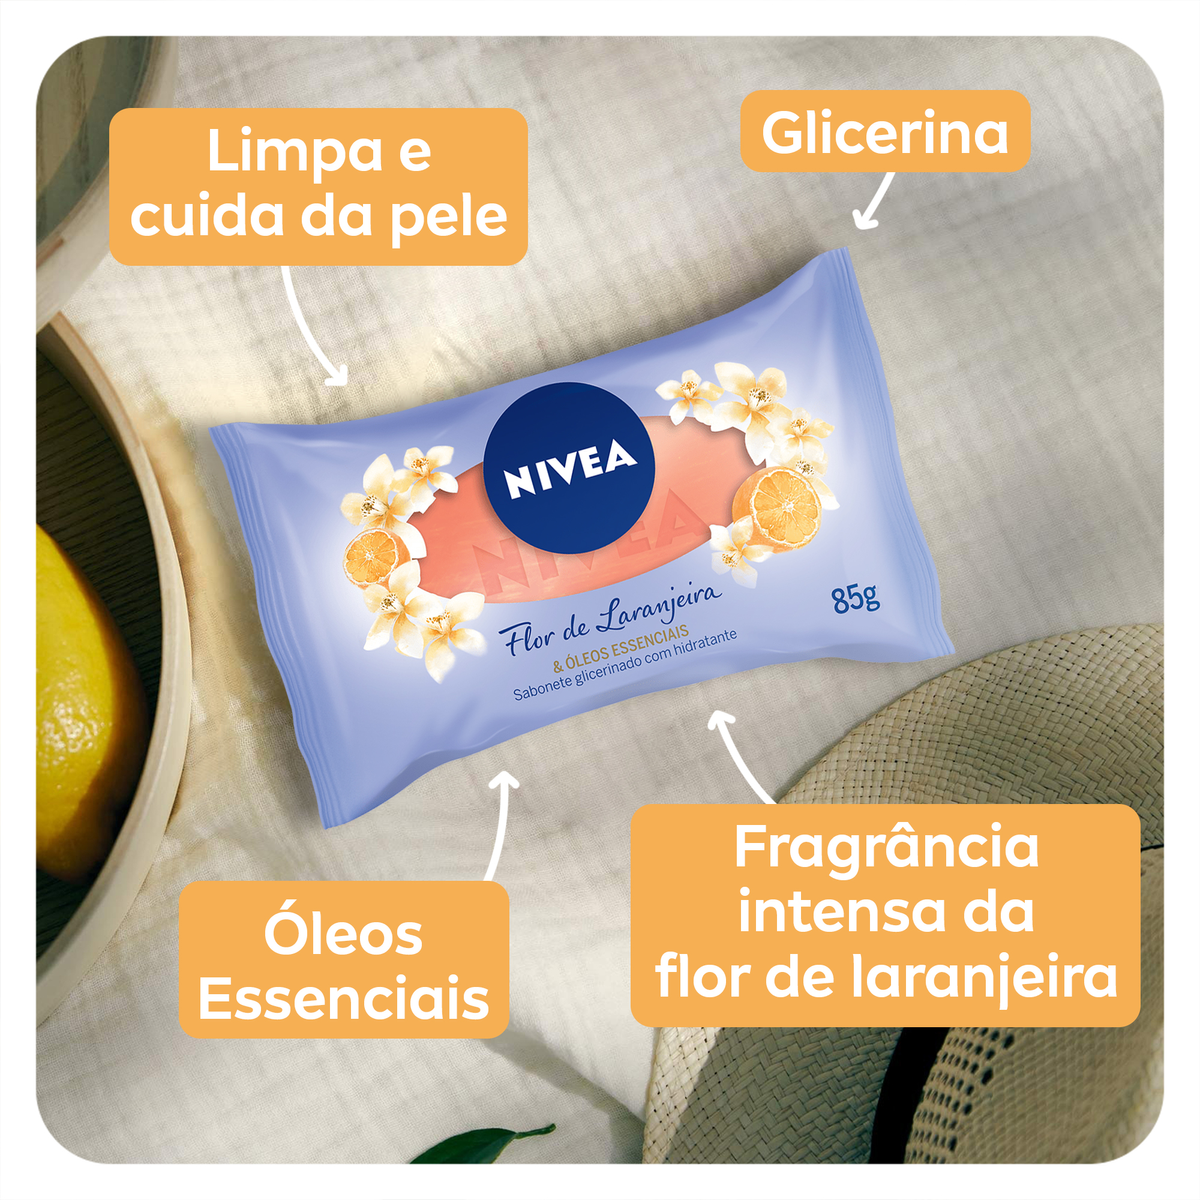 Limpa e
cuida da pele
Glicerina
NIVEA
NIVEA
Flor de Laranjeira
& ÓLEOS ESSENCIAIS
Sabonete glicerinado com hidratante
85g
Óleos
Essenciais
Fragrância
intensa da
flor de laranjeira